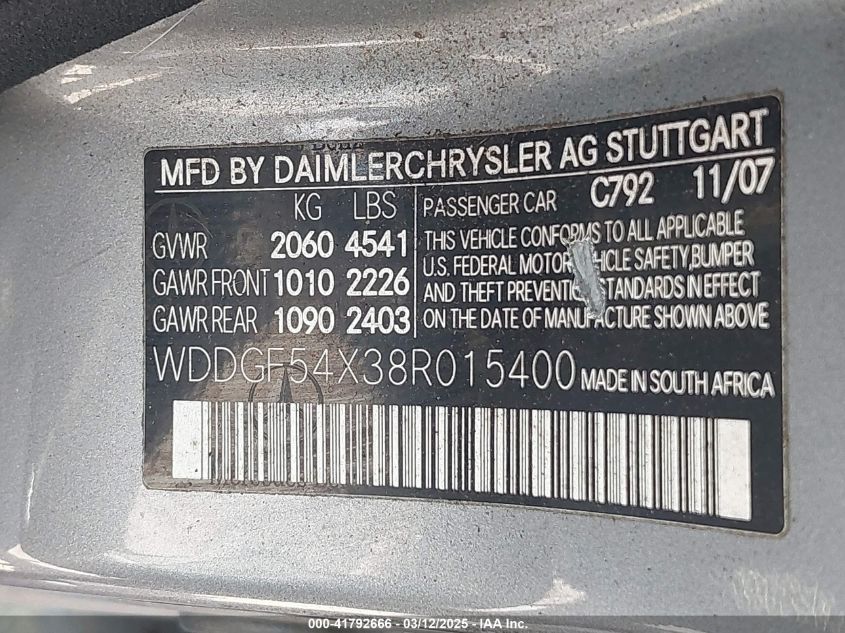 MFD BY DAIMLERCHRYSLER AG STUTTGART
KG LBS PASSENGER CAR C792 11/07
GVWR 2060 4541
GAWR FRONT 1010 2226
GAWR REAR 1090 2403
THIS VEHICLE CONFORMS TO ALL APPLICABLE
U.S. FEDERAL MOTOR VEHICLE SAFETY, BUMPER
AND THEFT PREVENTION STANDARDS IN EFFECT
ON THE DATE OF MANUFACTURE SHOWN ABOVE
WDDGF54X38R015400 MADE IN SOUTH AFRICA
000-41792666 - 03/12/2025 - IAA Inc.